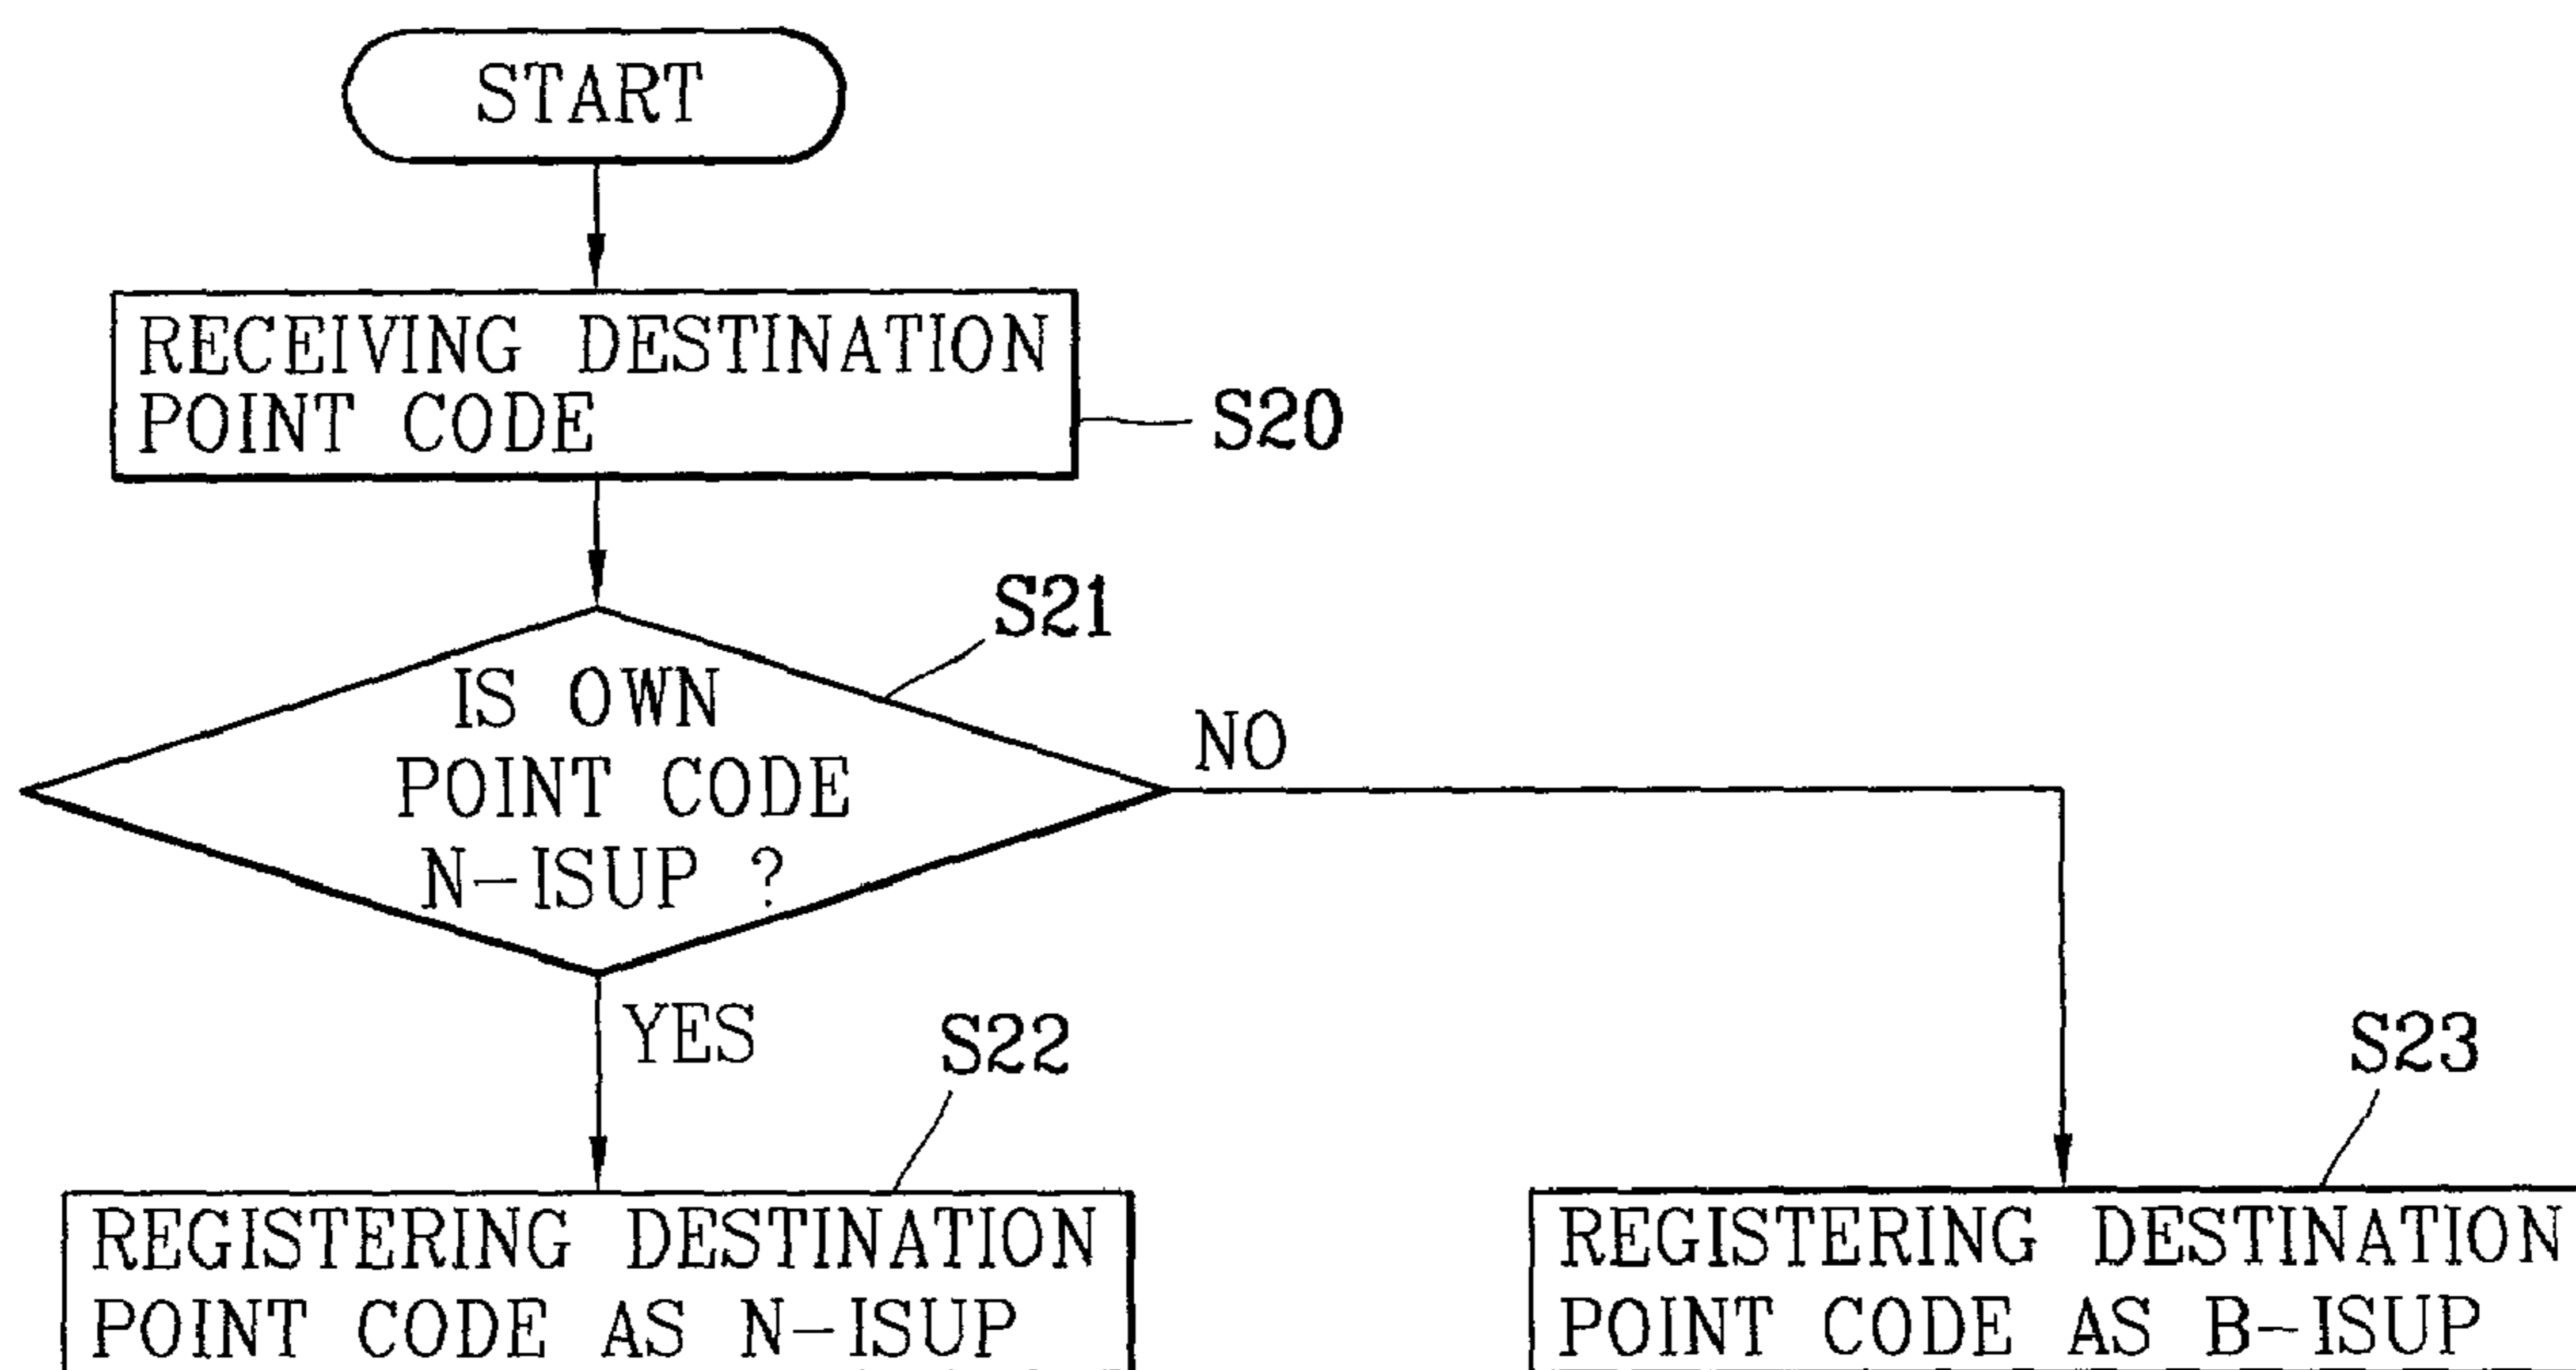 START
RECEIVING DESTINATION
POINT CODE
S20
S21
IS OWN
POINT CODE
N-ISUP ?
NO
YES
S22
S23
REGISTERING DESTINATION
POINT CODE AS N-ISUP
REGISTERING DESTINATION
POINT CODE AS B-ISUP